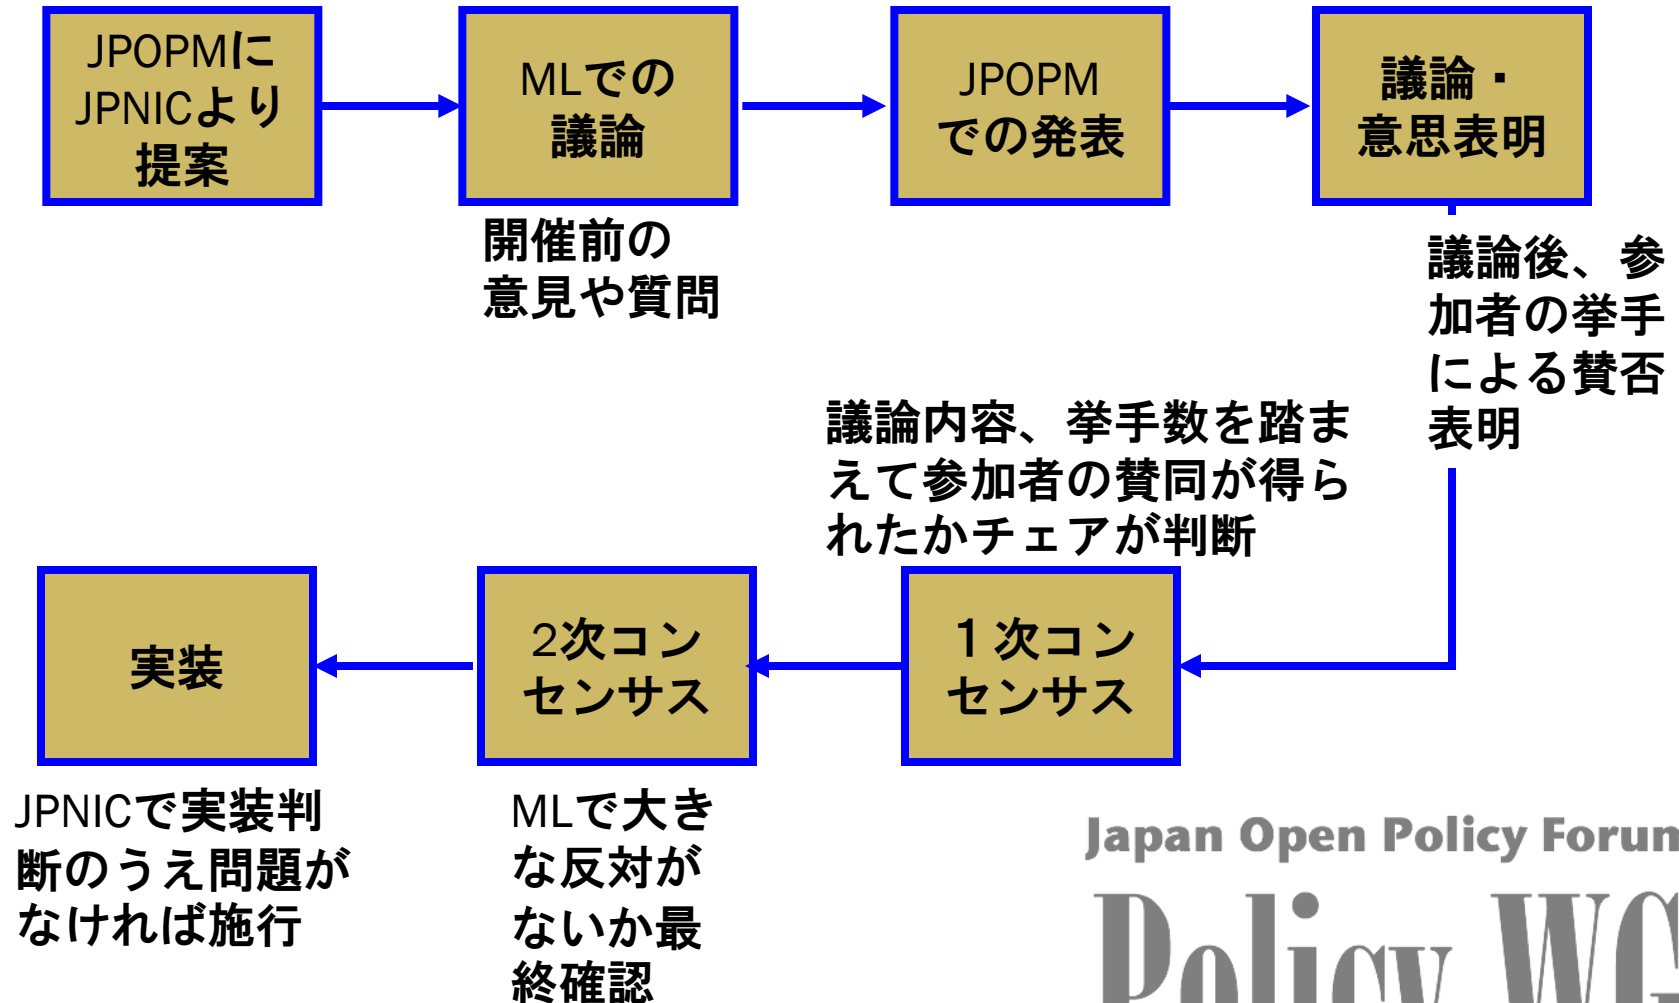 JPOPMに
JPNICより
提案
MLでの
議論
JPOPM
での発表
議論・
意思表明
開催前の
意見や質問
議論後、参
加者の挙手
による賛否
表明
議論内容、挙手数を踏ま
えて参加者の賛同が得ら
れたかチェアが判断
1次コン
センサス
2次コン
センサス
実装
JPNICで実装判
断のうえ問題が
なければ施行
MLで大き
な反対が
ないか最
終確認
Japan Open Policy Forum
Policy WG